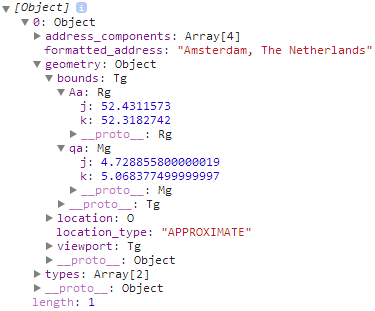 [Object] i
0: Object
address_components: Array[4]
formatted_address: "Amsterdam, The Netherlands"
geometry: Object
bounds: Tg
Aa: Rg
j: 52.4311573
k: 52.3182742
__proto__: Rg
qa: Mg
j: 4.728855800000019
k: 5.068377499999997
__proto__: Mg
__proto__: Tg
location: O
location_type: "APPROXIMATE"
viewport: Tg
__proto__: Object
types: Array[2]
__proto__: Object
length: 1